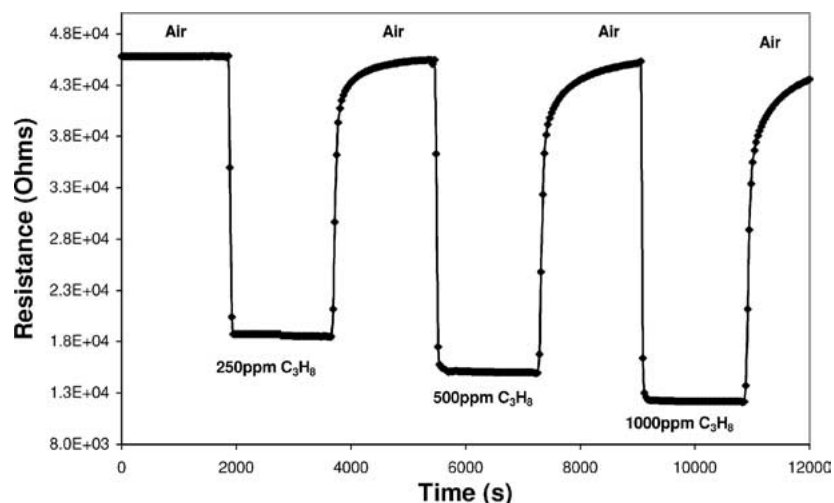 4.8E+04
4.3E+04
3.8E+04
3.3E+04
2.8E+04
2.3E+04
1.8E+04
1.3E+04
8.0E+03
Resistance (Ohms)
Air
Air
Air
Air
250ppm C₃H₈
500ppm C₃H₈
1000ppm C₃H₈
0
2000
4000
6000
8000
10000
12000
Time (s)